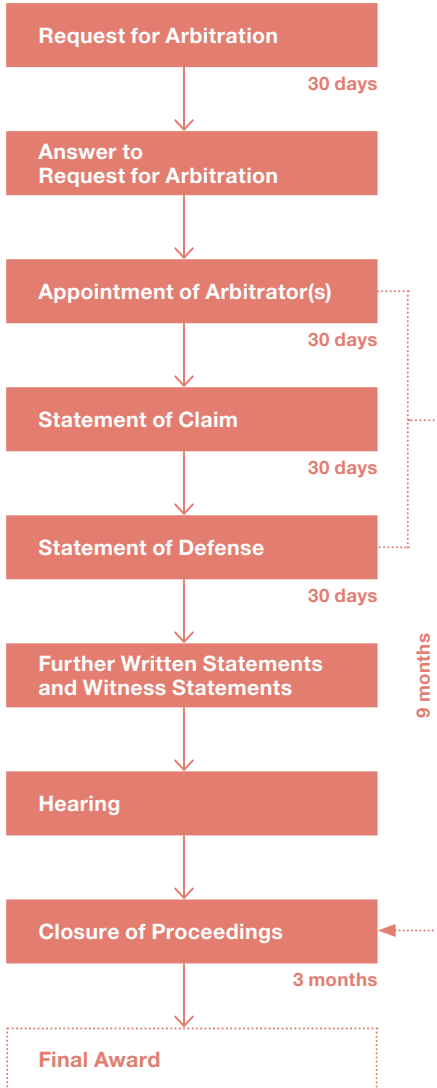 Request for Arbitration
30 days
Answer to
Request for Arbitration
Appointment of Arbitrator(s)
30 days
Statement of Claim
30 days
Statement of Defense
30 days
Further Written Statements
and Witness Statements
9 months
Hearing
Closure of Proceedings
3 months
Final Award